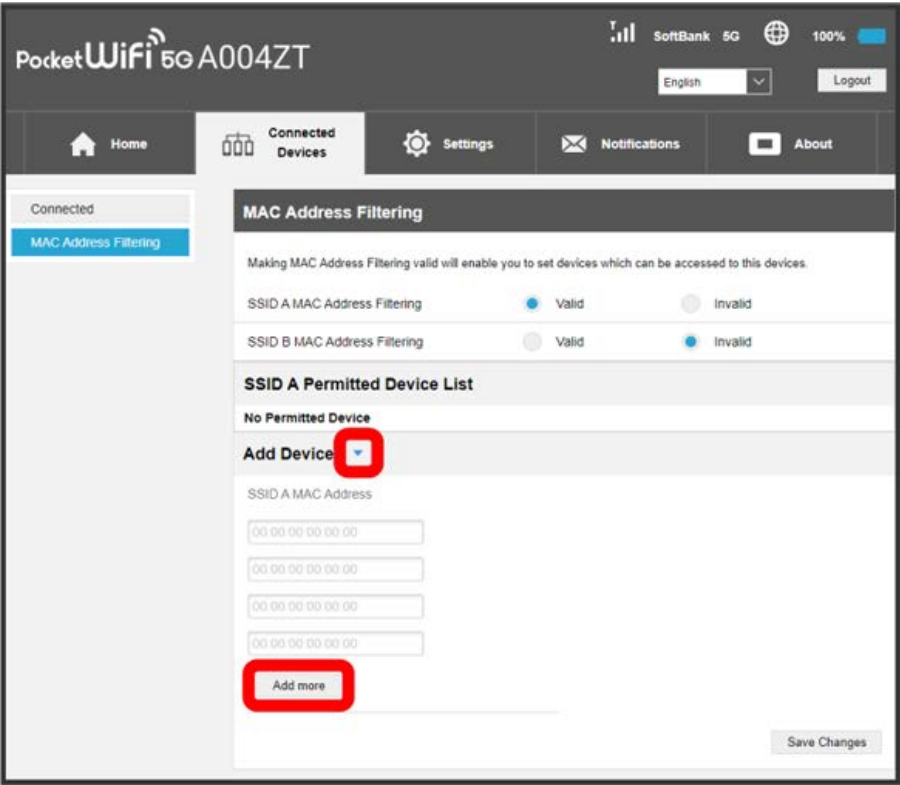 SoftBank 5G 100%
Pocket WiFi 5G A004ZT
English Logout
Home Connected Devices Settings Notifications About
Connected
MAC Address Filtering
MAC Address Filtering
Making MAC Address Filtering valid will enable you to set devices which can be accessed to this devices.
SSID A MAC Address Filtering Valid Invalid
SSID B MAC Address Filtering Valid Invalid
SSID A Permitted Device List
No Permitted Device
Add Device
SSID A MAC Address
00:00:00:00:00:00
00:00:00:00:00:00
00:00:00:00:00:00
00:00:00:00:00:00
Add more
Save Changes